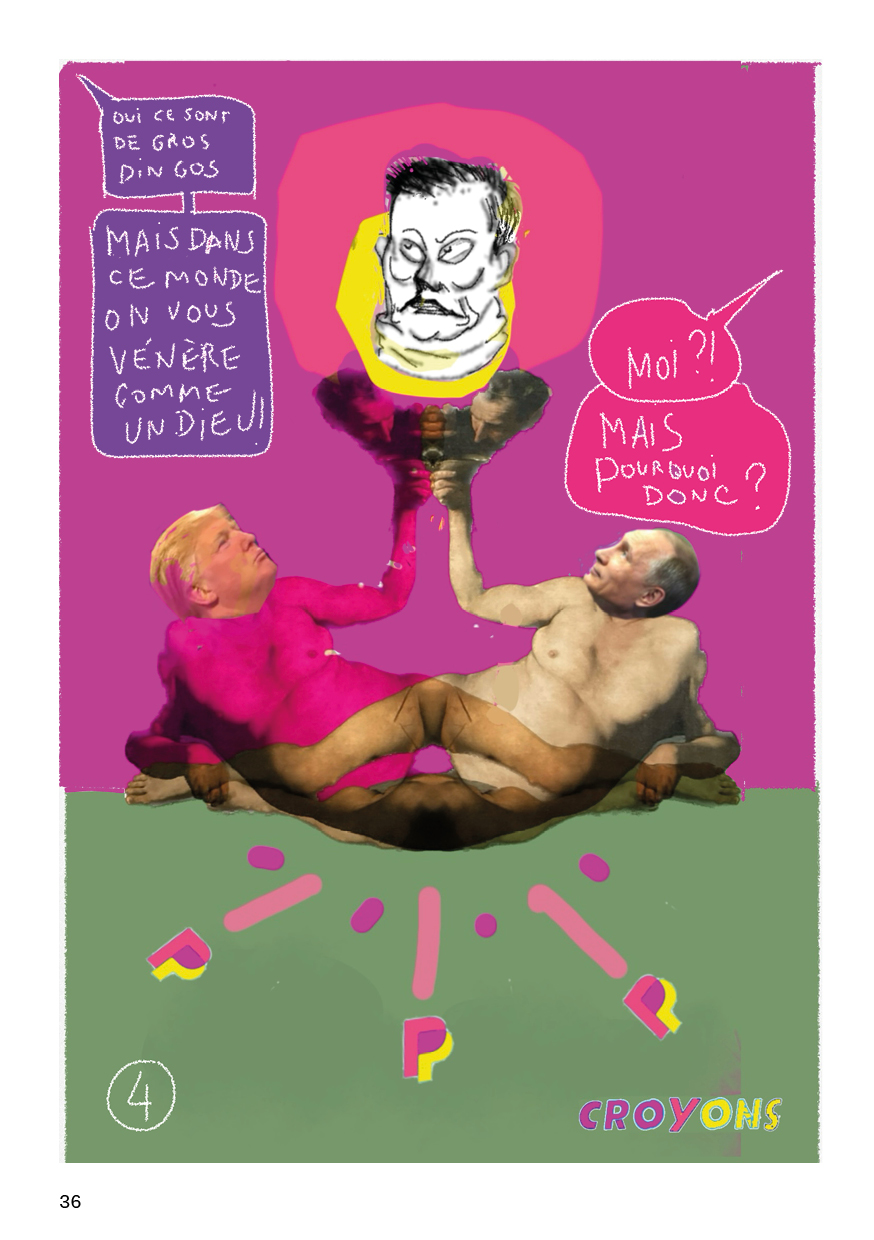 OUI CE SONT
DE GROS
DINGOS
MAIS DANS
CE MONDE
ON VOUS
VÉNÈRE
COMME
UN DIEU!
MOI ?!
MAIS
POURQUOI
DONC ?
P
P
P
4
CROYONS
36